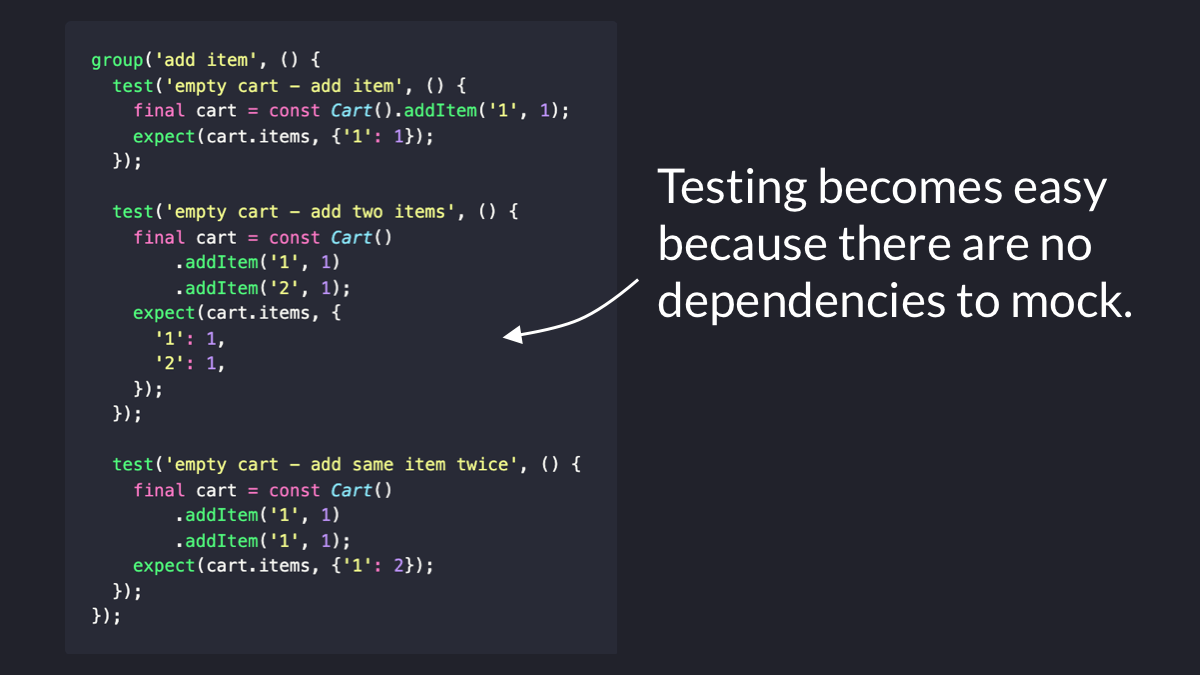 group('add item', () {
  test('empty cart – add item', () {
    final cart = const Cart().addItem('1', 1);
    expect(cart.items, {'1': 1});
  });

  test('empty cart – add two items', () {
    final cart = const Cart()
        .addItem('1', 1)
        .addItem('2', 1);
    expect(cart.items, {
      '1': 1,
      '2': 1,
    });
  });

  test('empty cart – add same item twice', () {
    final cart = const Cart()
        .addItem('1', 1)
        .addItem('1', 1);
    expect(cart.items, {'1': 2});
  });
});
Testing becomes easy
because there are no
dependencies to mock.